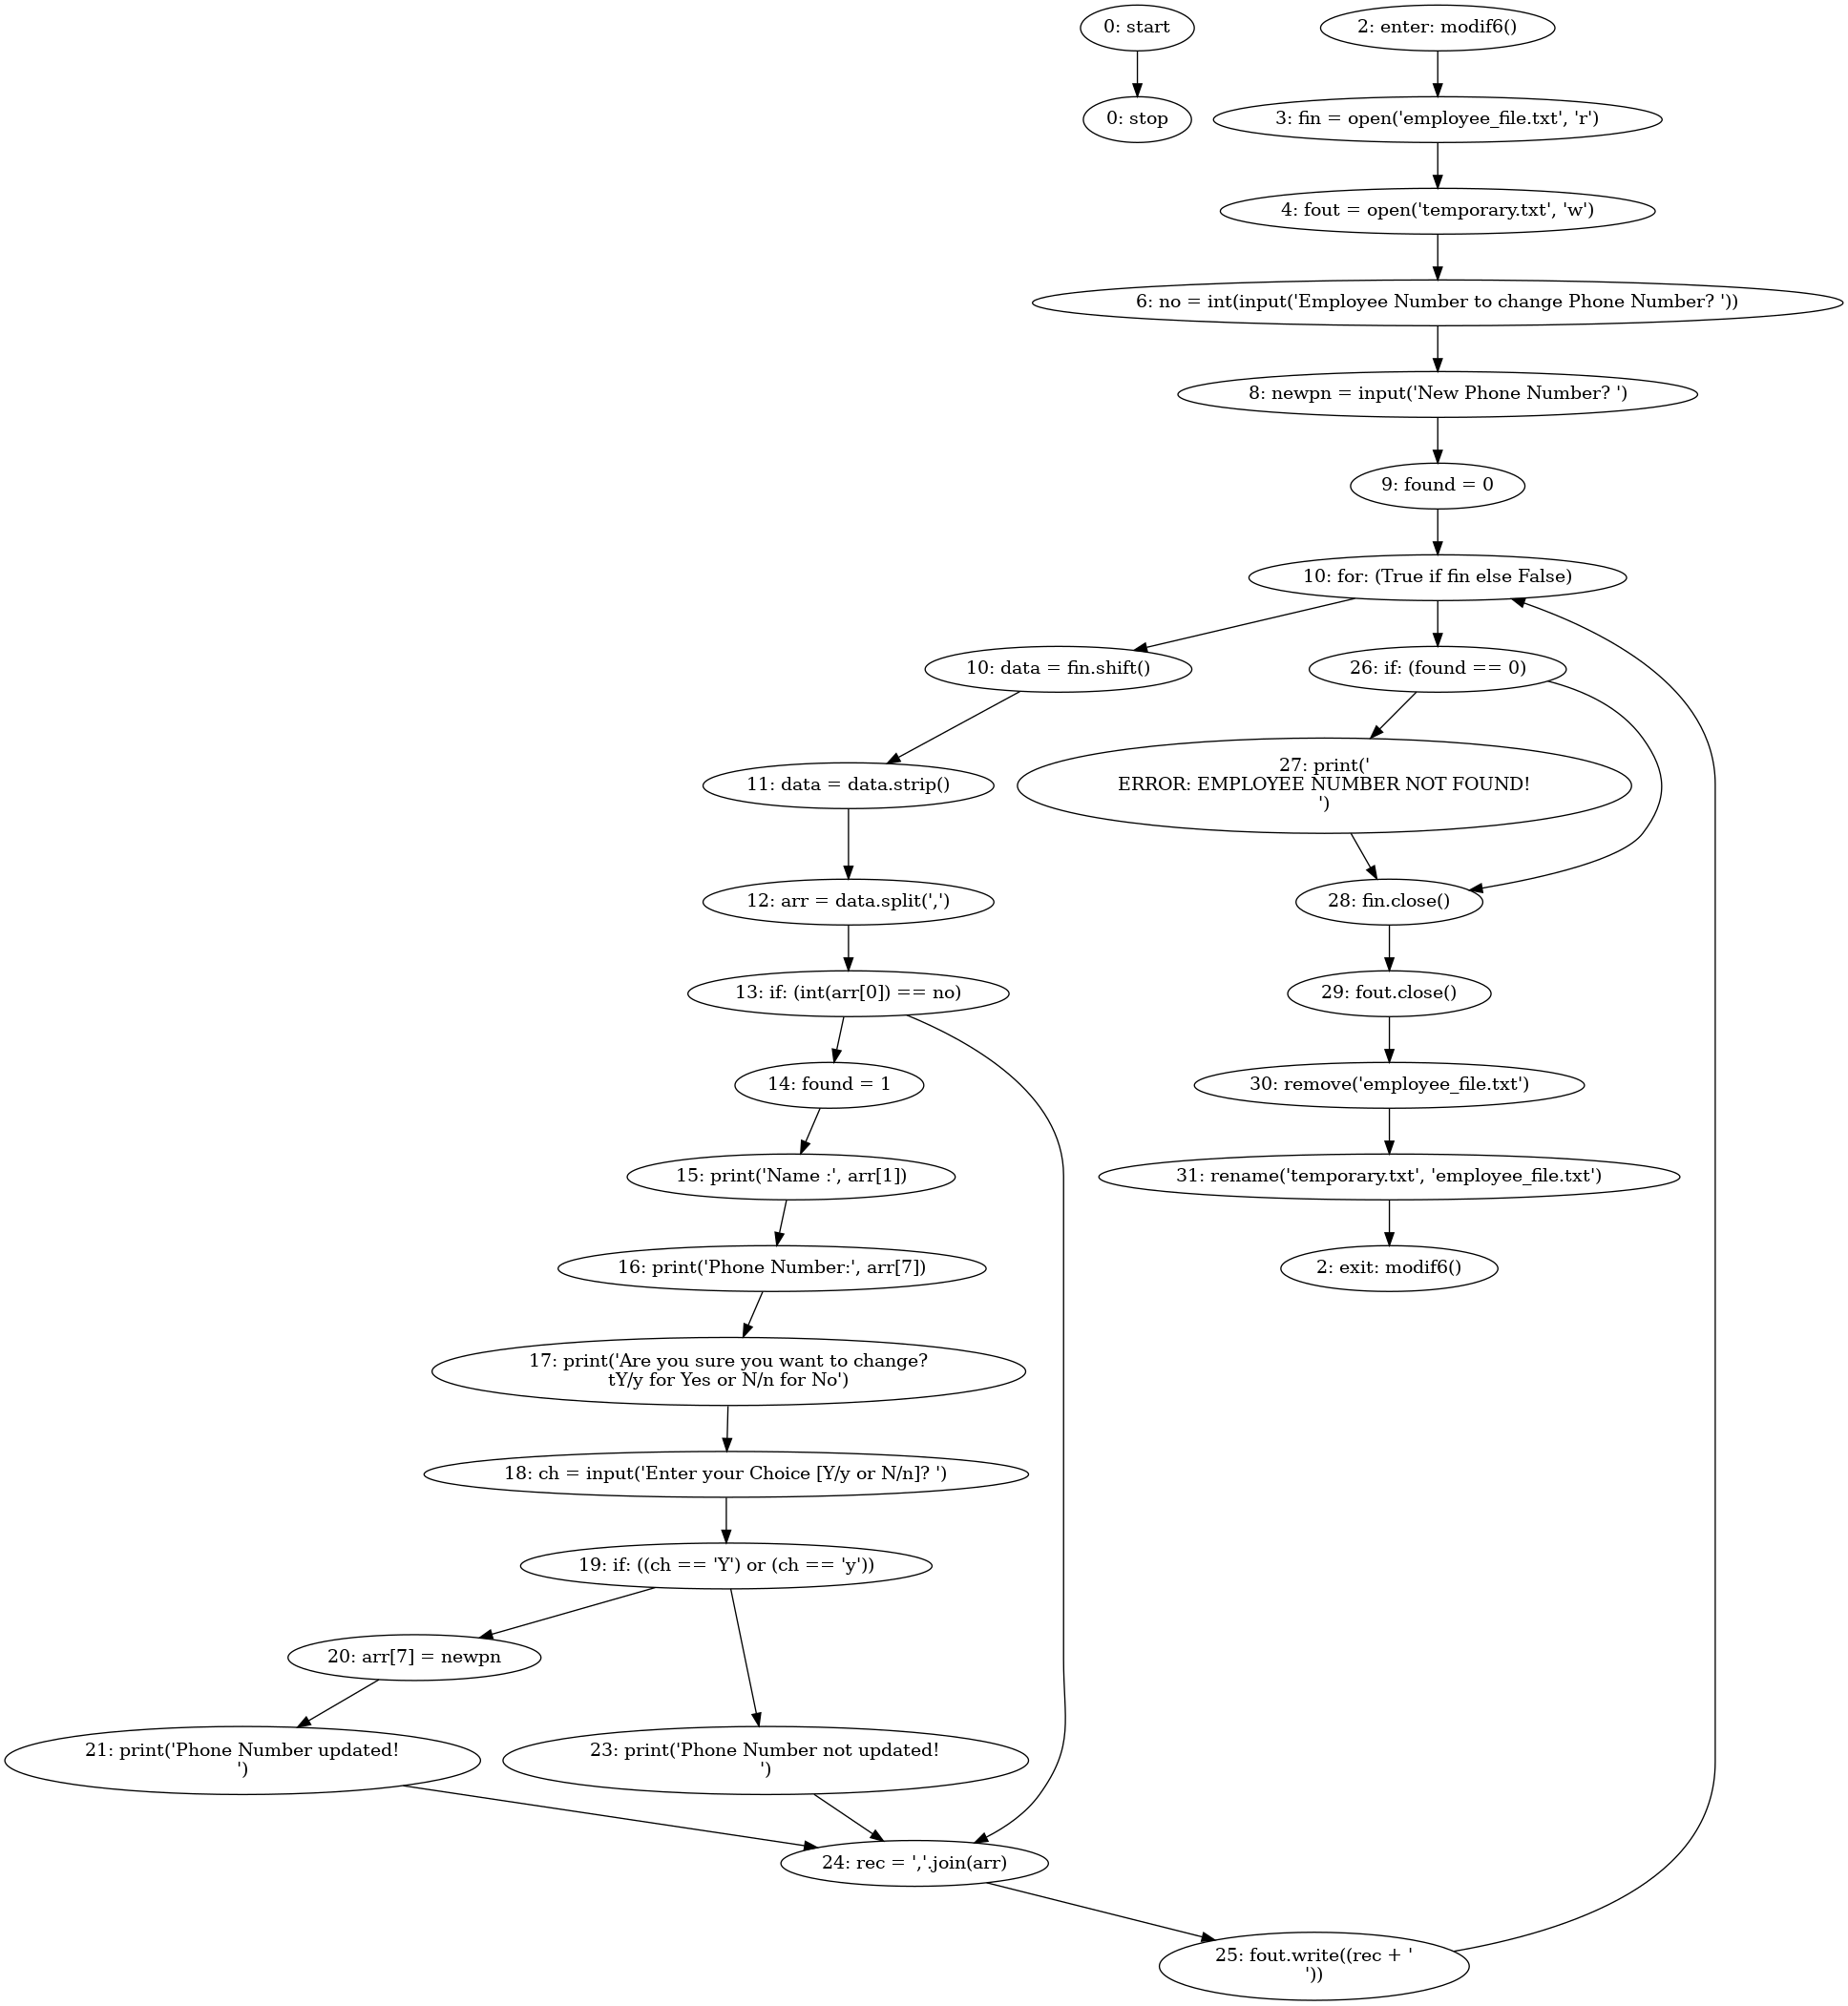 0: start
0: stop
2: enter: modif6()
3: fin = open('employee_file.txt', 'r')
4: fout = open('temporary.txt', 'w')
6: no = int(input('Employee Number to change Phone Number? '))
8: newpn = input('New Phone Number? ')
9: found = 0
10: for: (True if fin else False)
10: data = fin.shift()
11: data = data.strip()
12: arr = data.split(',')
13: if: (int(arr[0]) == no)
14: found = 1
15: print('Name :', arr[1])
16: print('Phone Number:', arr[7])
17: print('Are you sure you want to change?
tY/y for Yes or N/n for No')
18: ch = input('Enter your Choice [Y/y or N/n]? ')
19: if: ((ch == 'Y') or (ch == 'y'))
20: arr[7] = newpn
21: print('Phone Number updated!
')
23: print('Phone Number not updated!
')
24: rec = ','.join(arr)
25: fout.write((rec + '
'))
26: if: (found == 0)
27: print('
ERROR: EMPLOYEE NUMBER NOT FOUND!
')
28: fin.close()
29: fout.close()
30: remove('employee_file.txt')
31: rename('temporary.txt', 'employee_file.txt')
2: exit: modif6()